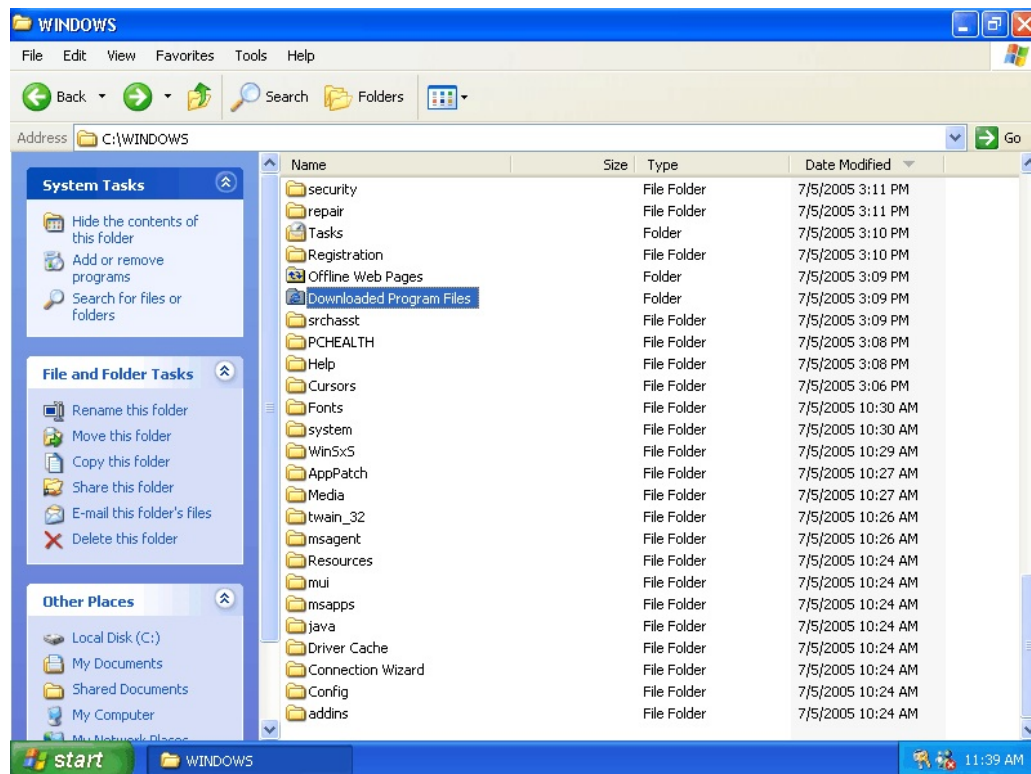 WINDOWS
File Edit View Favorites Tools Help
Back Search Folders
Address C:\WINDOWS Go
System Tasks
Hide the contents of
this folder
Add or remove
programs
Search for files or
folders
File and Folder Tasks
Rename this folder
Move this folder
Copy this folder
Share this folder
E-mail this folder's files
Delete this folder
Other Places
Local Disk (C:)
My Documents
Shared Documents
My Computer
My Network Places
Name Size Type Date Modified
security File Folder 7/5/2005 3:11 PM
repair File Folder 7/5/2005 3:11 PM
Tasks Folder 7/5/2005 3:10 PM
Registration File Folder 7/5/2005 3:10 PM
Offline Web Pages Folder 7/5/2005 3:09 PM
Downloaded Program Files Folder 7/5/2005 3:09 PM
srchasst File Folder 7/5/2005 3:09 PM
PCHEALTH File Folder 7/5/2005 3:08 PM
Help File Folder 7/5/2005 3:08 PM
Cursors File Folder 7/5/2005 3:06 PM
Fonts File Folder 7/5/2005 10:30 AM
system File Folder 7/5/2005 10:30 AM
WinSxS File Folder 7/5/2005 10:29 AM
AppPatch File Folder 7/5/2005 10:27 AM
Media File Folder 7/5/2005 10:27 AM
twain_32 File Folder 7/5/2005 10:26 AM
msagent File Folder 7/5/2005 10:26 AM
Resources File Folder 7/5/2005 10:24 AM
mui File Folder 7/5/2005 10:24 AM
msapps File Folder 7/5/2005 10:24 AM
java File Folder 7/5/2005 10:24 AM
Driver Cache File Folder 7/5/2005 10:24 AM
Connection Wizard File Folder 7/5/2005 10:24 AM
Config File Folder 7/5/2005 10:24 AM
addins File Folder 7/5/2005 10:24 AM
start WINDOWS 11:39 AM